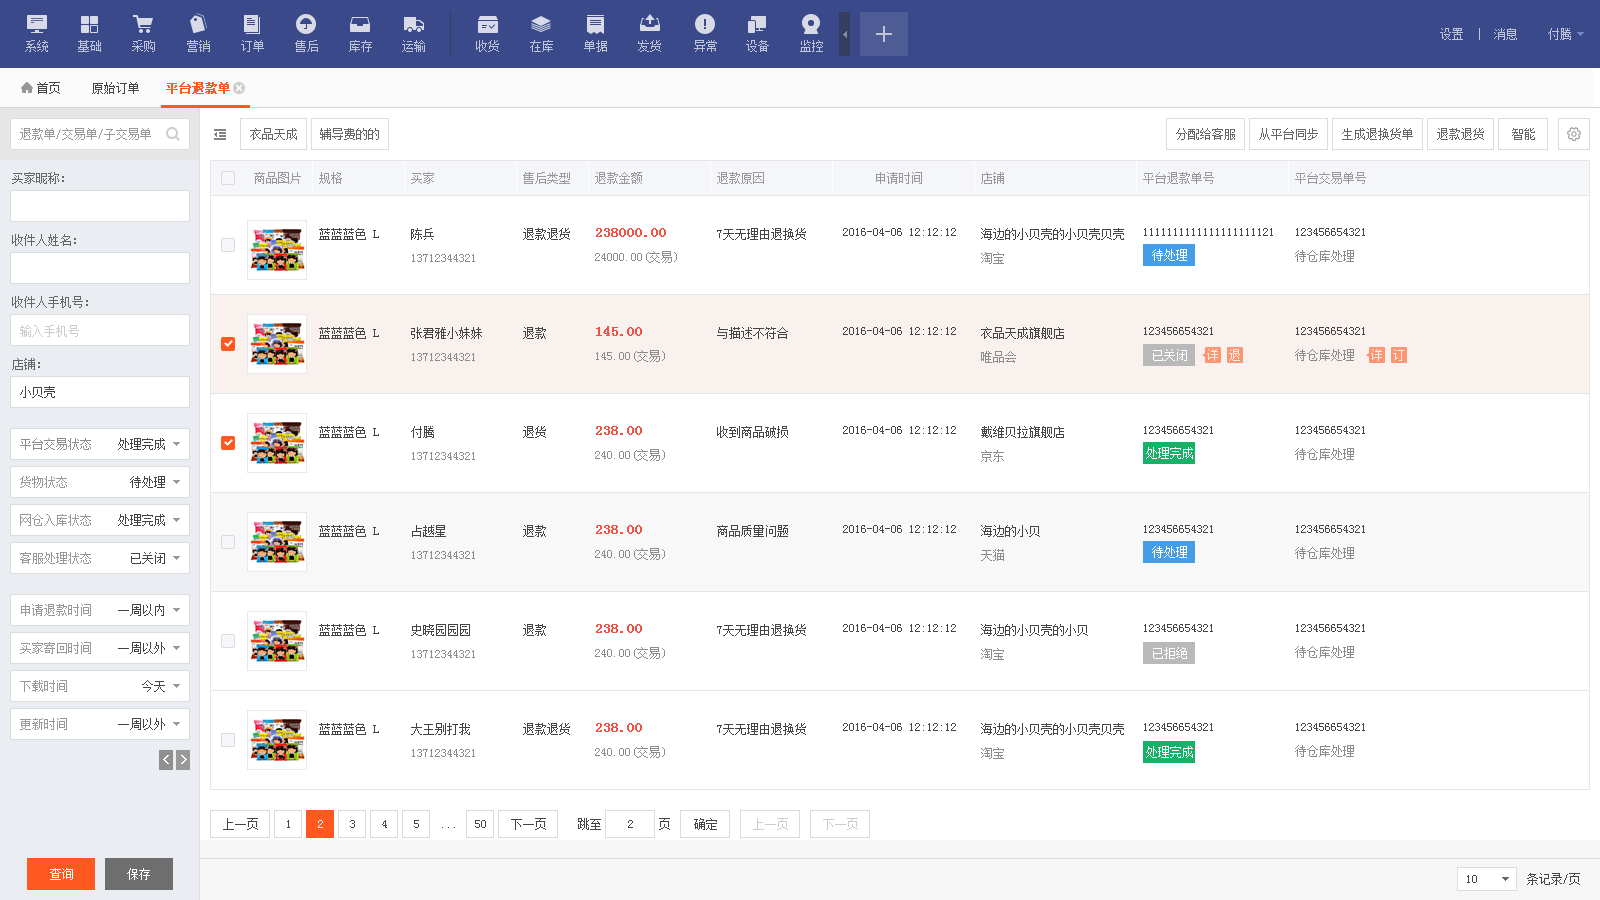 系统 基础 采购 营销 订单 售后 库存 运输 收货 在库 单据 发货 异常 设备 监控 设置 消息 付腾
首页 原始订单 平台退款单
退款单/交易单/子交易单 衣品天成 辅导费的的 分配给客服 从平台同步 生成退换货单 退款退货 智能
买家昵称:
收件人姓名:
收件人手机号:
输入手机号
店铺:
小贝壳
平台交易状态 处理完成
货物状态 待处理
网仓入库状态 处理完成
客服处理状态 已关闭
申请退款时间 一周以内
买家寄回时间 一周以外
下载时间 今天
更新时间 一周以外
查询 保存
商品图片 规格 买家 售后类型 退款金额 退款原因 申请时间 店铺 平台退款单号 平台交易单号
蓝蓝蓝色 L 陈兵 退款退货 238000.00 7天无理由退换货 2016-04-06 12:12:12 海边的小贝壳的小贝壳贝壳 1111111111111111111121 123456654321
13712344321 24000.00(交易) 淘宝 待处理 待仓库处理
蓝蓝蓝色 L 张君雅小妹妹 退款 145.00 与描述不符合 2016-04-06 12:12:12 衣品天成旗舰店 123456654321 123456654321
13712344321 145.00(交易) 唯品会 已关闭 详 退 待仓库处理 详 订
蓝蓝蓝色 L 付腾 退货 238.00 收到商品破损 2016-04-06 12:12:12 戴维贝拉旗舰店 123456654321 123456654321
13712344321 240.00(交易) 京东 处理完成 待仓库处理
蓝蓝蓝色 L 占越星 退款 238.00 商品质量问题 2016-04-06 12:12:12 海边的小贝 123456654321 123456654321
13712344321 240.00(交易) 天猫 待处理 待仓库处理
蓝蓝蓝色 L 史晓园园园 退款 238.00 7天无理由退换货 2016-04-06 12:12:12 海边的小贝壳的小贝 123456654321 123456654321
13712344321 240.00(交易) 淘宝 已拒绝 待仓库处理
蓝蓝蓝色 L 大王别打我 退款退货 238.00 7天无理由退换货 2016-04-06 12:12:12 海边的小贝壳的小贝壳贝壳 123456654321 123456654321
13712344321 240.00(交易) 淘宝 处理完成 待仓库处理
上一页 1 2 3 4 5 ... 50 下一页 跳至 2 页 确定 上一页 下一页
10 条记录/页